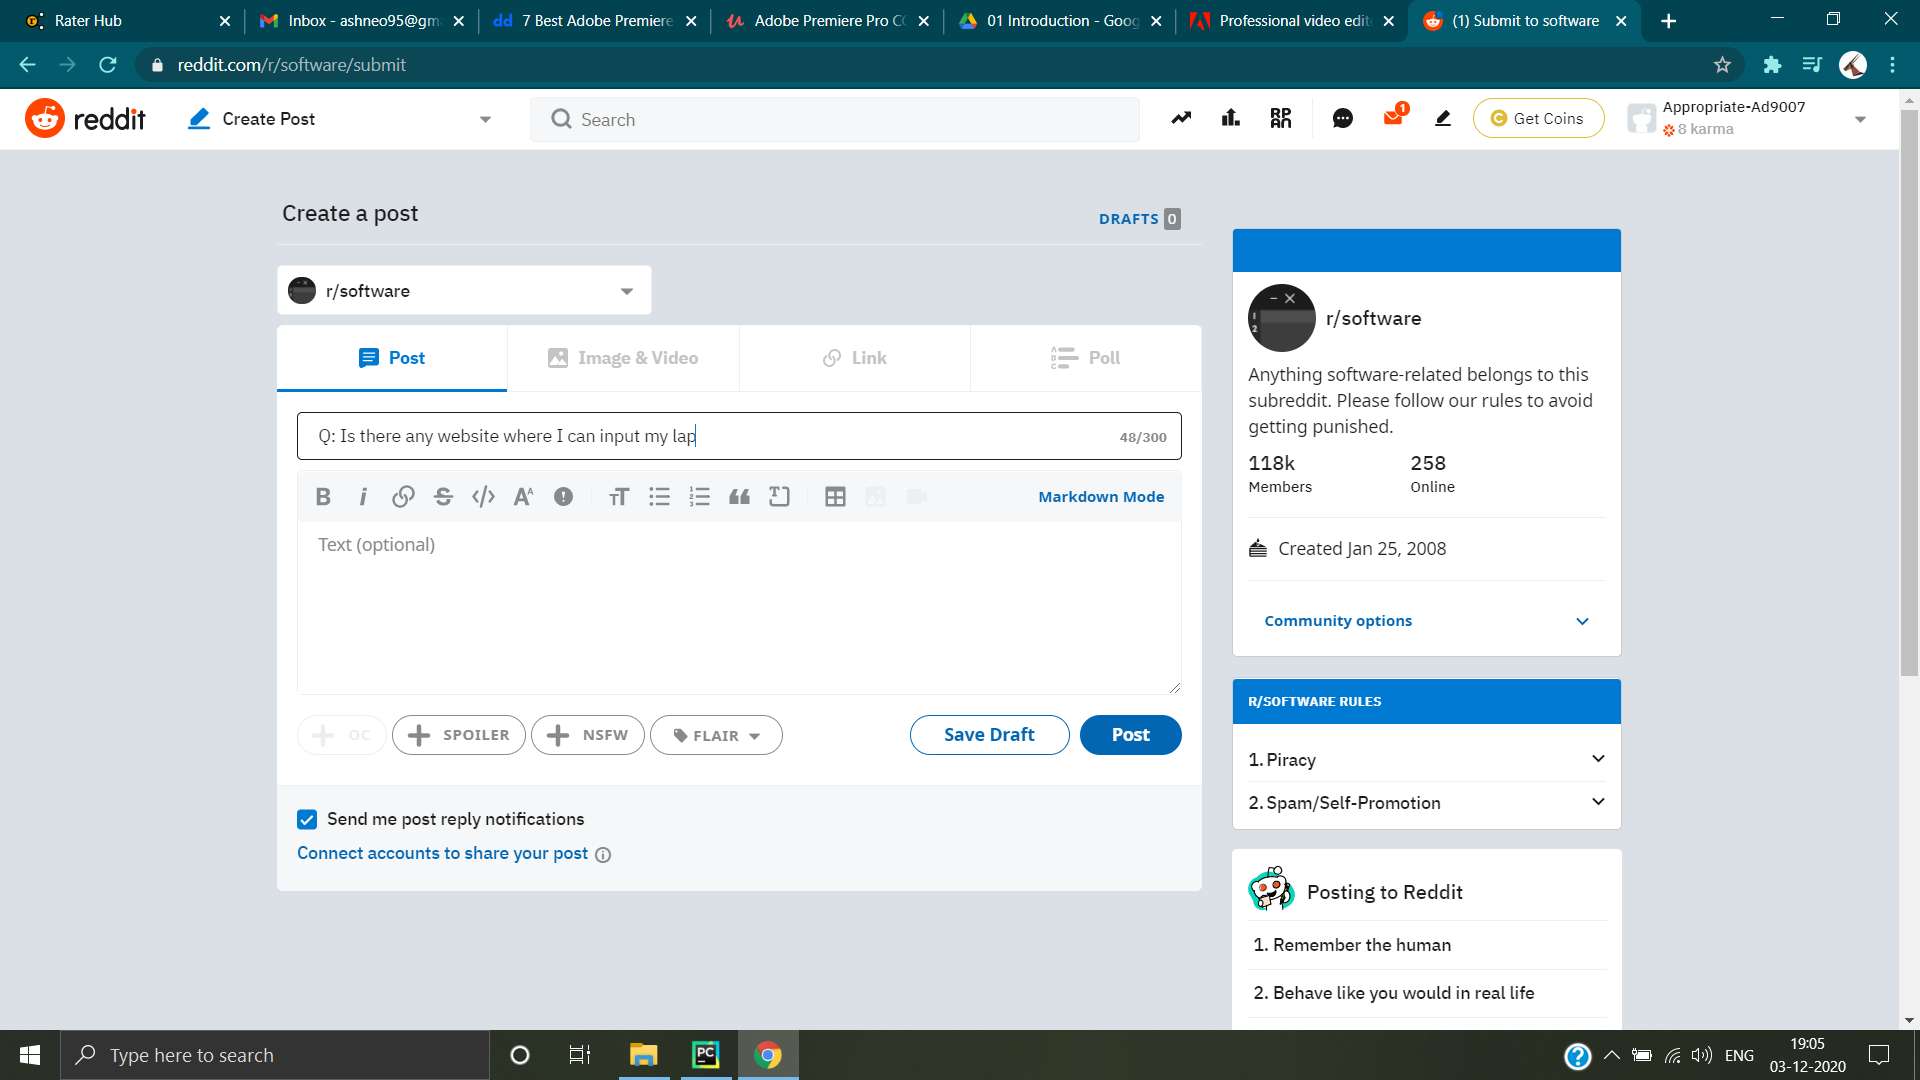 Rater Hub
Inbox - ashneo95@gm
7 Best Adobe Premiere
Adobe Premiere Pro CC
01 Introduction - Goog
Professional video edit
(1) Submit to software
reddit.com/r/software/submit
reddit
Create Post
Search
RPAN
1
Get Coins
Appropriate-Ad9007
8 karma
Create a post
DRAFTS 0
r/software
Post
Image & Video
Link
Poll
Q: Is there any website where I can input my lap
48/300
Markdown Mode
Text (optional)
OC
SPOILER
NSFW
FLAIR
Save Draft
Post
Send me post reply notifications
Connect accounts to share your post
r/software
Anything software-related belongs to this
subreddit. Please follow our rules to avoid
getting punished.
118k
258
Members
Online
Created Jan 25, 2008
Community options
R/SOFTWARE RULES
1. Piracy
2. Spam/Self-Promotion
Posting to Reddit
1. Remember the human
2. Behave like you would in real life
Type here to search
PC
ENG
19:05
03-12-2020